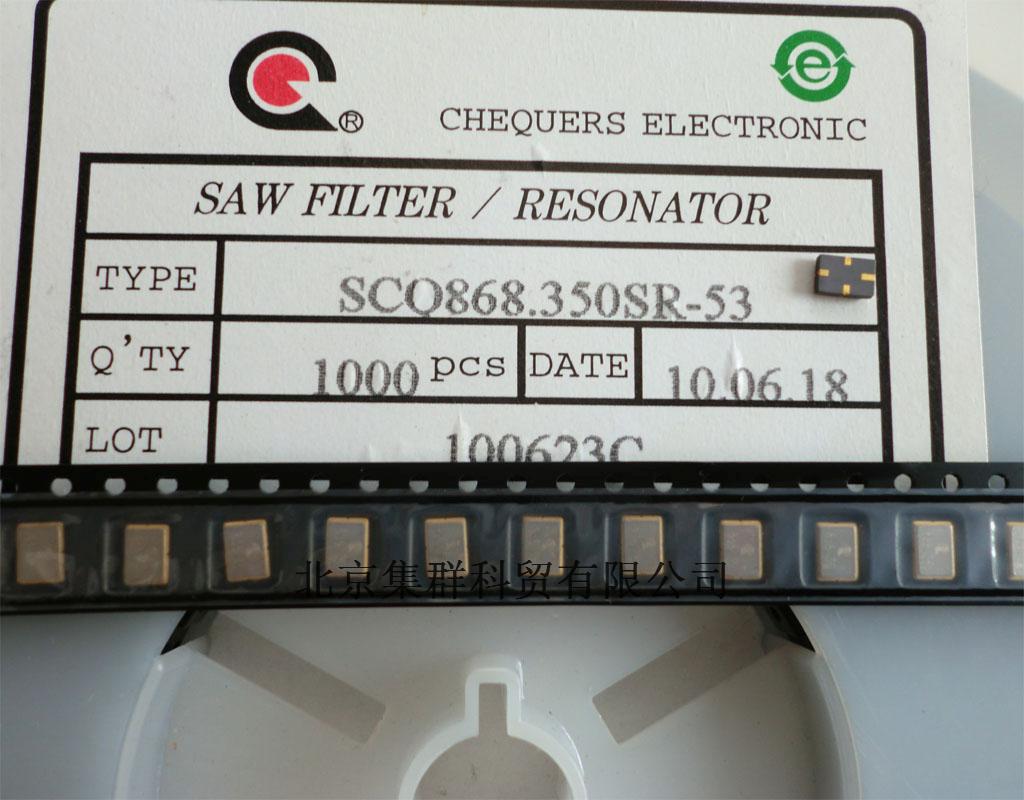 ®
CHEQUERS ELECTRONIC
SAW FILTER / RESONATOR
TYPE SCQ868.350SR-53
Q'TY 1000 pcs DATE 10.06.18
LOT 100623C
北京集群科贸有限公司